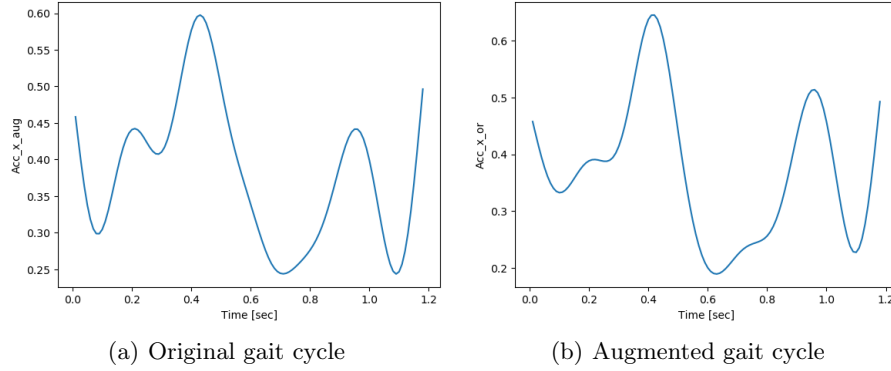 0.60
0.55
0.50
0.45
0.40
0.35
0.30
0.25
Acc_x_aug
0.0 0.2 0.4 0.6 0.8 1.0 1.2
Time [sec]
(a) Original gait cycle
0.6
0.5
0.4
0.3
0.2
Acc_x_or
0.0 0.2 0.4 0.6 0.8 1.0 1.2
Time [sec]
(b) Augmented gait cycle